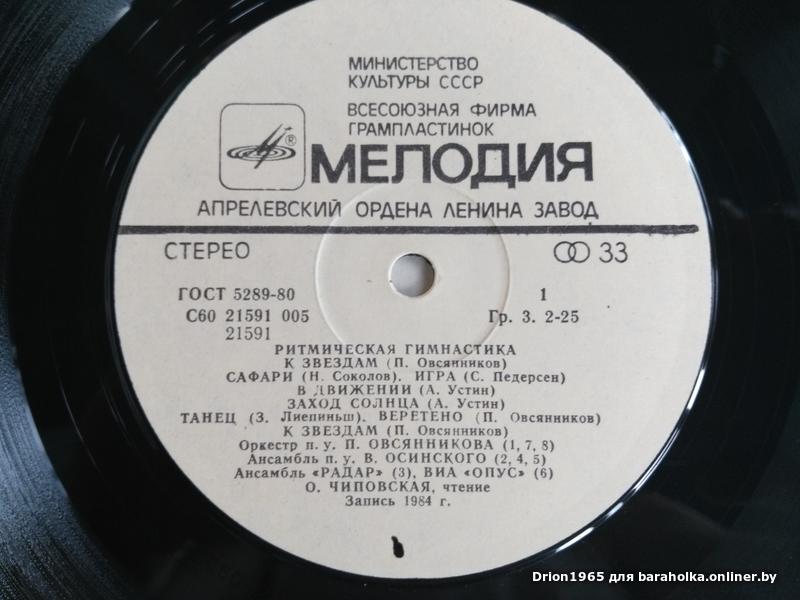 МИНИСТЕРСТВО
КУЛЬТУРЫ СССР
ВСЕСОЮЗНАЯ ФИРМА
ГРАМПЛАСТИНОК
®
МЕЛОДИЯ
АПРЕЛЕВСКИЙ ОРДЕНА ЛЕНИНА ЗАВОД
СТЕРЕО 33
ГОСТ 5289-80 1
С60 21591 005 Гр. 3. 2-25
21591
РИТМИЧЕСКАЯ ГИМНАСТИКА
К ЗВЕЗДАМ (П. Овсянников)
САФАРИ (Н. Соколов). ИГРА (С. Педерсен)
В ДВИЖЕНИИ (А. Устин)
ЗАХОД СОЛНЦА (А. Устин)
ТАНЕЦ (З. Лиепиньш). ВЕРЕТЕНО (П. Овсянников)
К ЗВЕЗДАМ (П. Овсянников)
Оркестр п. у. П. ОВСЯННИКОВА (1, 7, 8)
Ансамбль п. у. В. ОСИНСКОГО (2, 4, 5)
Ансамбль «РАДАР» (3), ВИА «ОПУС» (6)
О. ЧИПОВСКАЯ, чтение
Запись 1984 г.
Drion1965 для baraholka.onliner.by